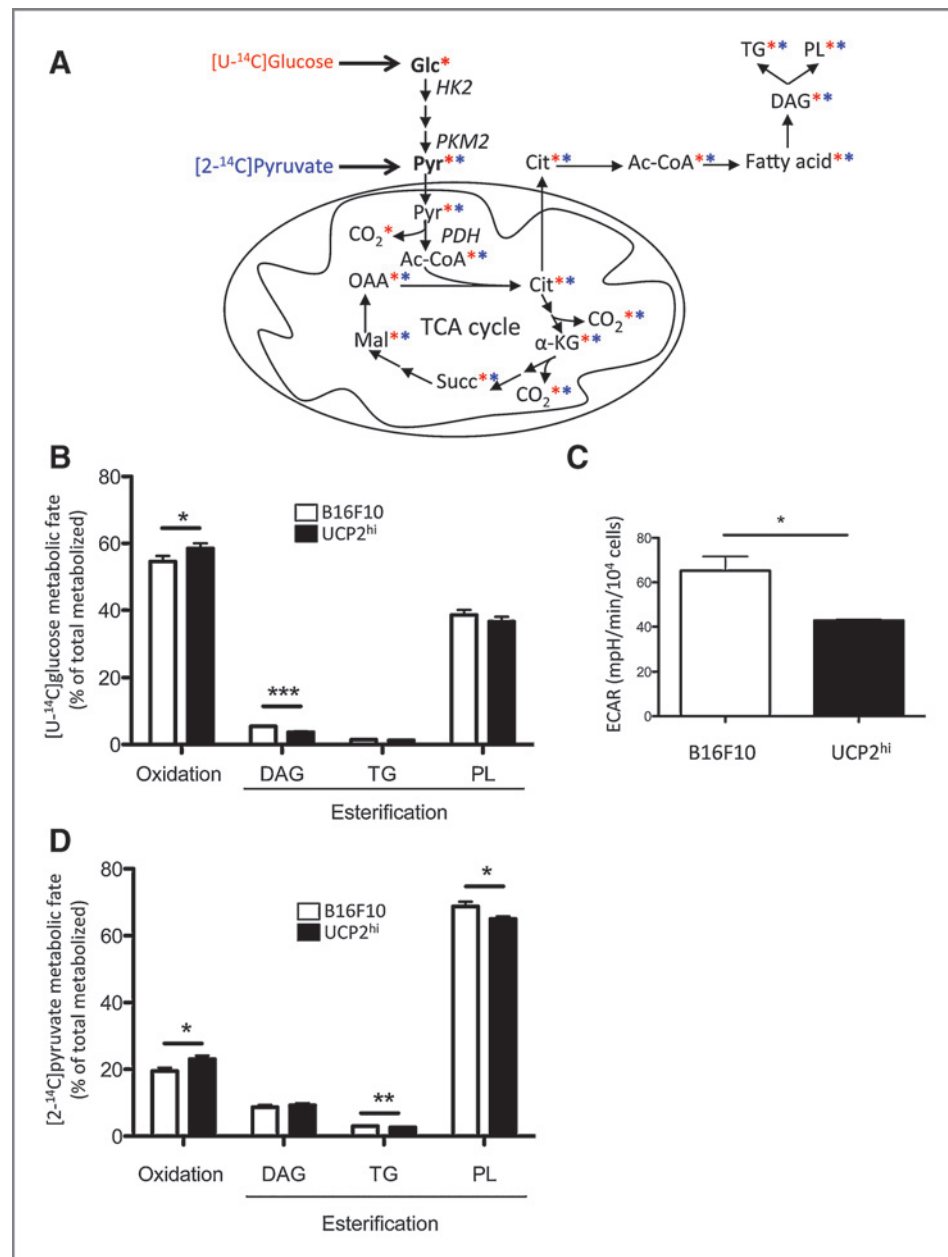 A
[U-¹⁴C]Glucose
Glc*
HK2
PKM2
[2-¹⁴C]Pyruvate
Pyr**
Pyr**
CO₂*
PDH
Ac-CoA**
OAA**
Cit**
CO₂**
TCA cycle
α-KG**
Mal**
Succ**
CO₂**
Cit**
Ac-CoA**
Fatty acid**
DAG**
TG**
PL**
B
[U-¹⁴C]glucose metabolic fate
(% of total metabolized)
80
60
40
20
0
B16F10
UCP2ʰⁱ
*
***
Oxidation
DAG
TG
PL
Esterification
C
ECAR (mpH/min/10⁴ cells)
80
60
40
20
0
*
B16F10
UCP2ʰⁱ
D
[2-¹⁴C]pyruvate metabolic fate
(% of total metabolized)
80
60
40
20
0
B16F10
UCP2ʰⁱ
*
**
*
Oxidation
DAG
TG
PL
Esterification